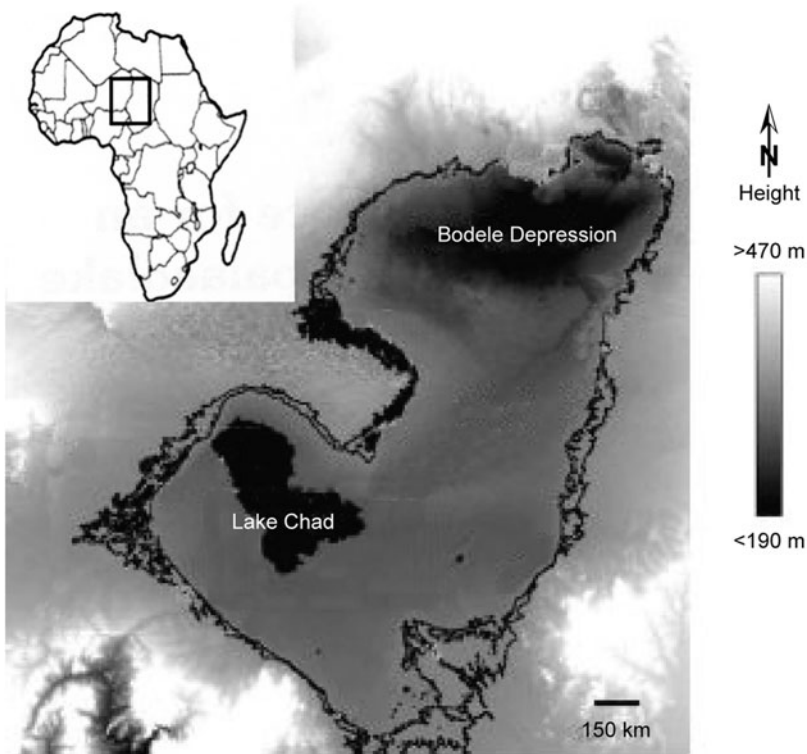 Bodele Depression
Lake Chad
150 km
N
Height
>470 m
<190 m